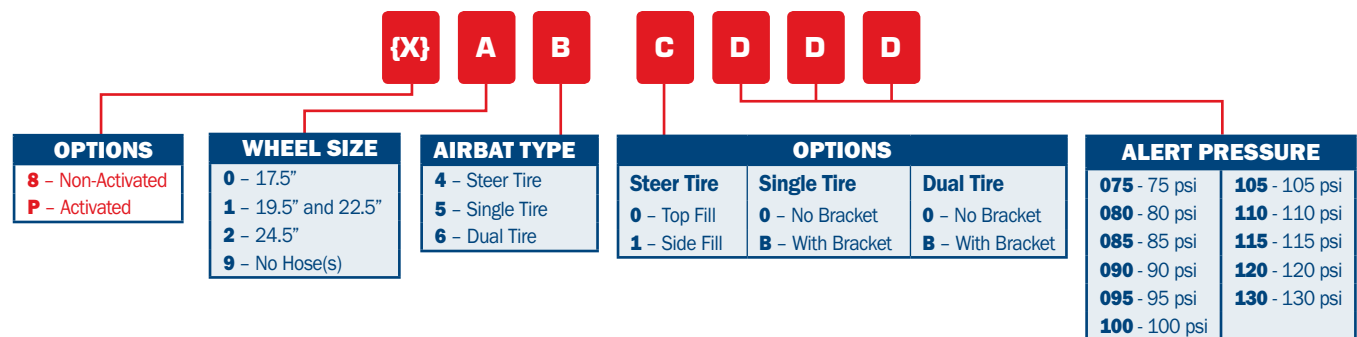 {X} A B C D D D
OPTIONS
8 – Non-Activated
P – Activated
WHEEL SIZE
0 – 17.5”
1 – 19.5” and 22.5”
2 – 24.5”
9 – No Hose(s)
AIRBAT TYPE
4 – Steer Tire
5 – Single Tire
6 – Dual Tire
OPTIONS
Steer Tire
0 – Top Fill
1 – Side Fill
Single Tire
0 – No Bracket
B – With Bracket
Dual Tire
0 – No Bracket
B – With Bracket
ALERT PRESSURE
075 - 75 psi
080 - 80 psi
085 - 85 psi
090 - 90 psi
095 - 95 psi
100 - 100 psi
105 - 105 psi
110 - 110 psi
115 - 115 psi
120 - 120 psi
130 - 130 psi